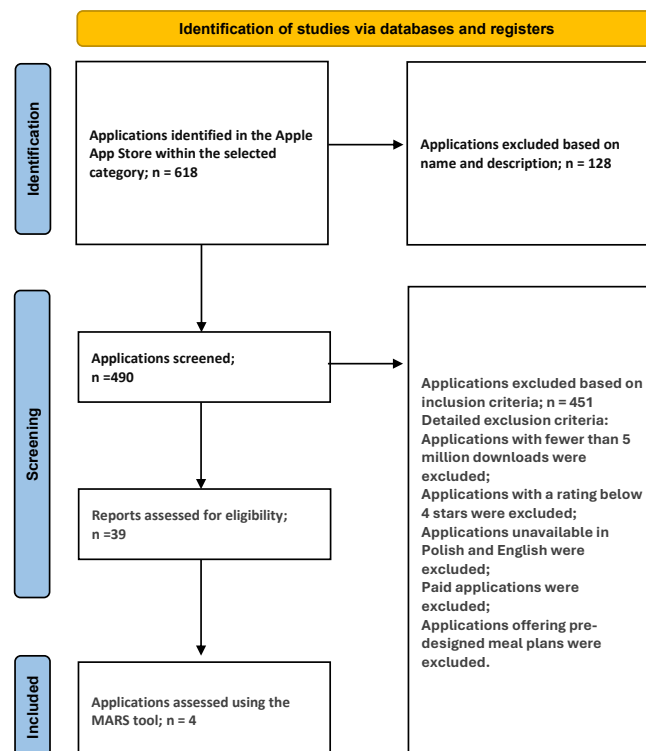 Identification of studies via databases and registers
Identification
Applications identified in the Apple
App Store within the selected
category; n = 618
Applications excluded based on
name and description; n = 128
Screening
Applications screened;
n =490
Applications excluded based on
inclusion criteria; n = 451
Detailed exclusion criteria:
Applications with fewer than 5
million downloads were
excluded;
Applications with a rating below
4 stars were excluded;
Applications unavailable in
Polish and English were
excluded;
Paid applications were
excluded;
Applications offering pre-
designed meal plans were
excluded.
Reports assessed for eligibility;
n =39
Included
Applications assessed using the
MARS tool; n = 4